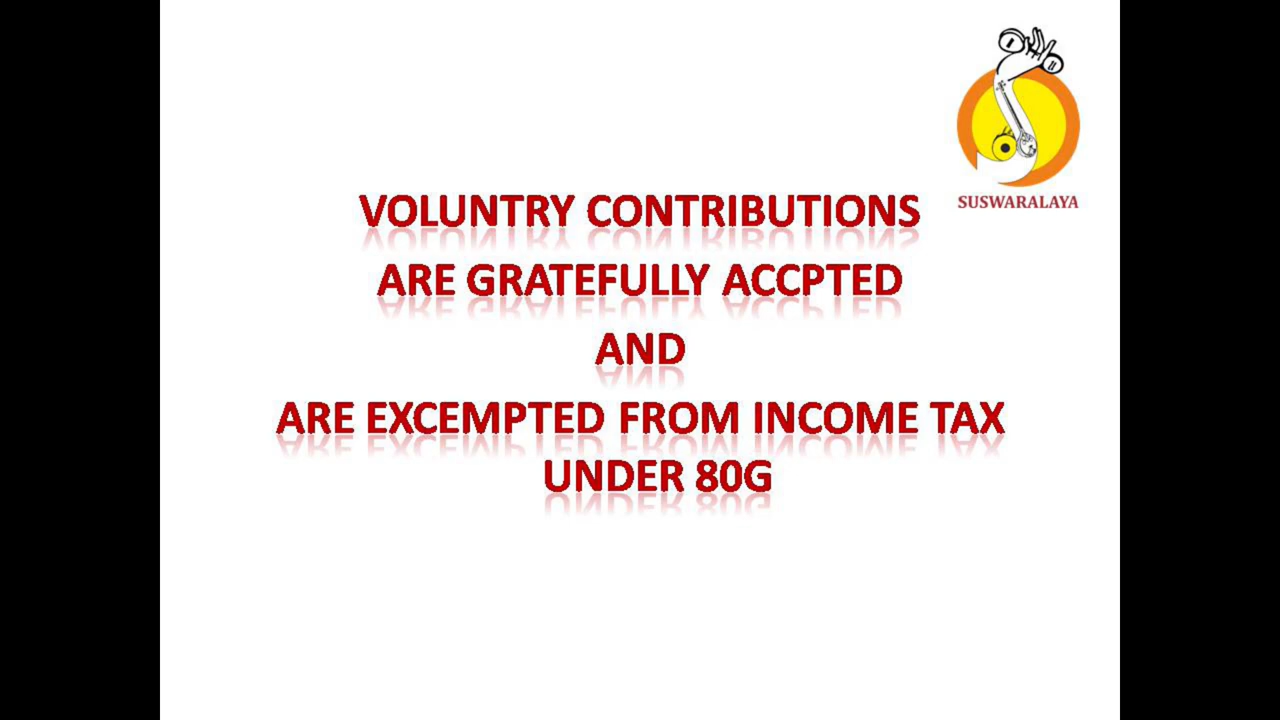 SUSWARALAYA
VOLUNTRY CONTRIBUTIONS
ARE GRATEFULLY ACCPTED
AND
ARE EXCEMPTED FROM INCOME TAX
UNDER 80G